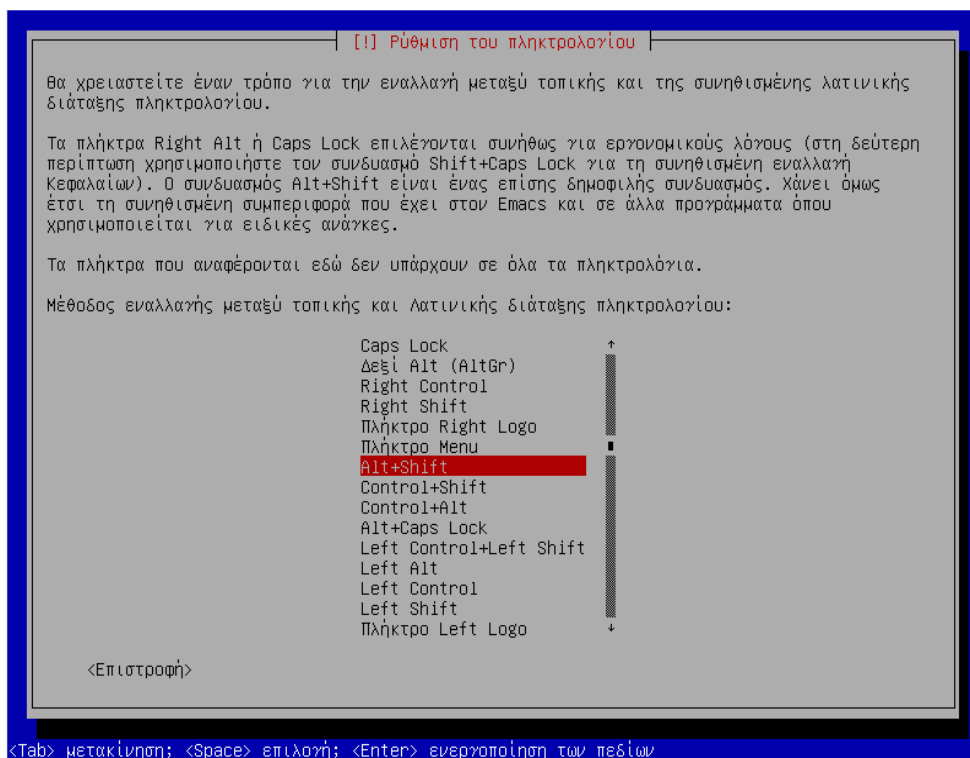 [!] Ρύθμιση του πληκτρολογίου
Θα χρειαστείτε έναν τρόπο για την εναλλαγή μεταξύ τοπικής και της συνηθισμένης λατινικής
διάταξης πληκτρολογίου.
Τα πλήκτρα Right Alt ή Caps Lock επιλέγονται συνήθως για εργονομικούς λόγους (στη δεύτερη
περίπτωση χρησιμοποιήστε τον συνδυασμό Shift+Caps Lock για τη συνηθισμένη εναλλαγή
Κεφαλαίων). Ο συνδυασμός Alt+Shift είναι ένας επίσης δημοφιλής συνδυασμός. Χάνει όμως
έτσι τη συνηθισμένη συμπεριφορά που έχει στον Emacs και σε άλλα προγράμματα όπου
χρησιμοποιείται για ειδικές ανάγκες.
Τα πλήκτρα που αναφέρονται εδώ δεν υπάρχουν σε όλα τα πληκτρολόγια.
Μέθοδος εναλλαγής μεταξύ τοπικής και Λατινικής διάταξης πληκτρολογίου:
Caps Lock
Δεξί Alt (AltGr)
Right Control
Right Shift
Πλήκτρο Right Logo
Πλήκτρο Menu
Alt+Shift
Control+Shift
Control+Alt
Alt+Caps Lock
Left Control+Left Shift
Left Alt
Left Control
Left Shift
Πλήκτρο Left Logo
<Επιστροφή>
<Tab> μετακίνηση; <Space> επιλογή; <Enter> ενεργοποίηση των πεδίων